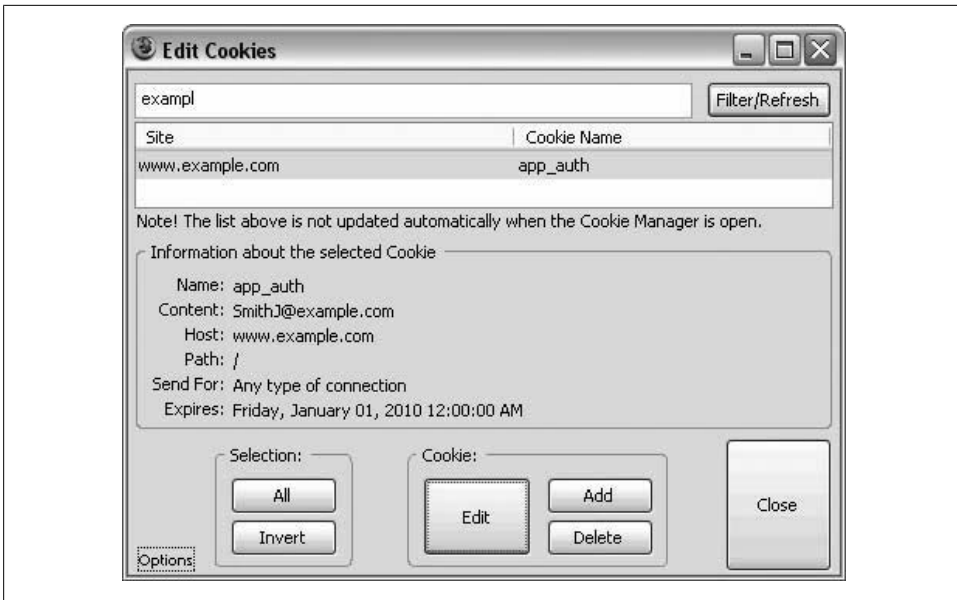 Edit Cookies
exampl
Filter/Refresh
Site Cookie Name
www.example.com app_auth
Note! The list above is not updated automatically when the Cookie Manager is open.
Information about the selected Cookie
Name: app_auth
Content: SmithJ@example.com
Host: www.example.com
Path: /
Send For: Any type of connection
Expires: Friday, January 01, 2010 12:00:00 AM
Selection:
All
Invert
Cookie:
Edit
Add
Delete
Close
Options